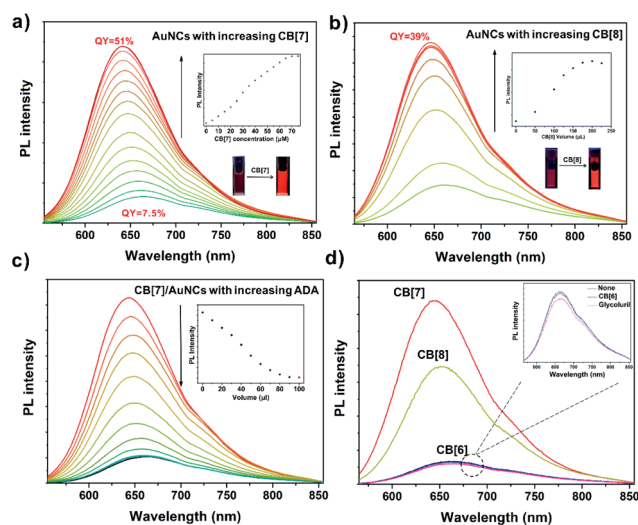 a)
AuNCs with increasing CB[7]
QY=51%
PL intensity
0 10 20 30 40 50 60 70
CB[7] concentration (µM)
CB[7]
QY=7.5%
PL intensity
600 650 700 750 800 850
Wavelength (nm)
b)
AuNCs with increasing CB[8]
QY=39%
PL intensity
0 50 100 150 200
CB[8] Volume (µL)
CB[8]
PL intensity
600 650 700 750 800 850
Wavelength (nm)
c)
CB[7]/AuNCs with increasing ADA
PL Intensity
0 20 40 60 80 100
Volume (µl)
PL intensity
600 650 700 750 800 850
Wavelength (nm)
d)
CB[7]
CB[8]
CB[6]
None
CB[6]
Glycoluril
PL intensity
600 650 700 750 800 850
Wavelength (nm)
PL intensity
600 650 700 750 800 850
Wavelength (nm)